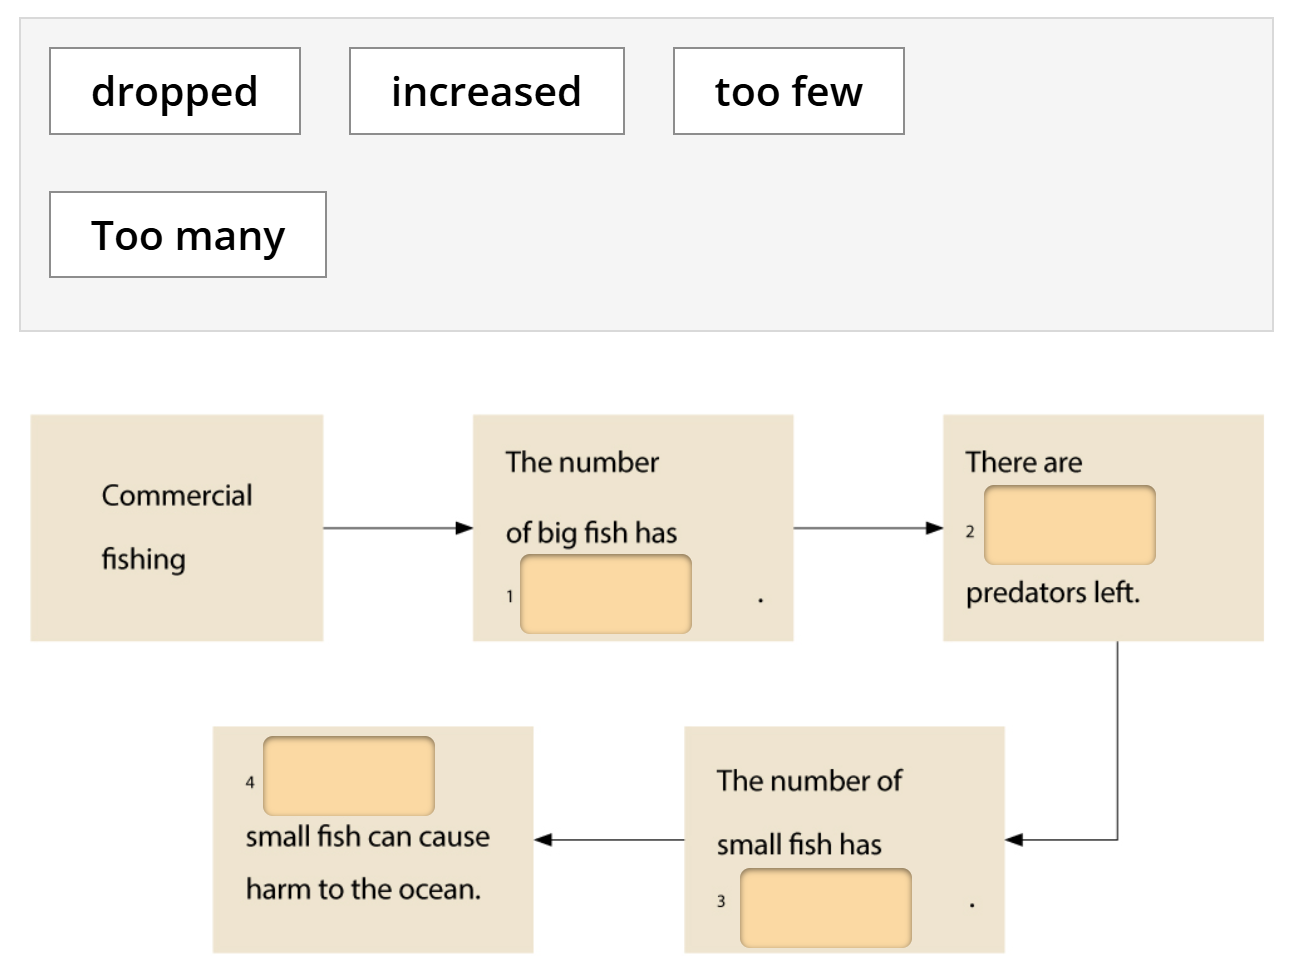 dropped
increased
too few
Too many
Commercial
fishing
The number
of big fish has
1 .
There are
2
predators left.
The number of
small fish has
3 .
4
small fish can cause
harm to the ocean.